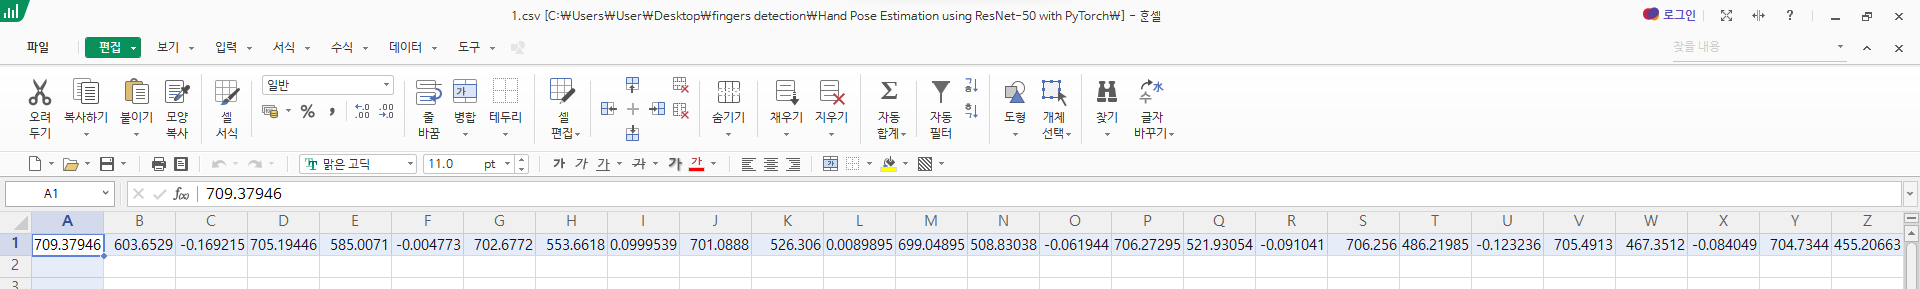 1.csv [C:₩Users₩User₩Desktop₩fingers detection₩Hand Pose Estimation using ResNet-50 with PyTorch₩] - 훈셀
로그인
파일 편집 보기 입력 서식 수식 데이터 도구
찾을 내용
오려 두기
복사하기
붙이기
모양 복사
셀 서식
일반
줄 바꿈
병합
테두리
셀 편집
숨기기
채우기
지우기
자동 합계
자동 필터
도형
개체 선택
찾기
글자 바꾸기
맑은 고딕 11.0 pt
가 가 가 가 가 가
A1 709.37946
A B C D E F G H I J K L M N O P Q R S T U V W X Y Z
1 709.37946 603.6529 -0.169215 705.19446 585.0071 -0.004773 702.6772 553.6618 0.0999539 701.0888 526.306 0.0089895 699.04895 508.83038 -0.061944 706.27295 521.93054 -0.091041 706.256 486.21985 -0.123236 705.4913 467.3512 -0.084049 704.7344 455.20663
2
3